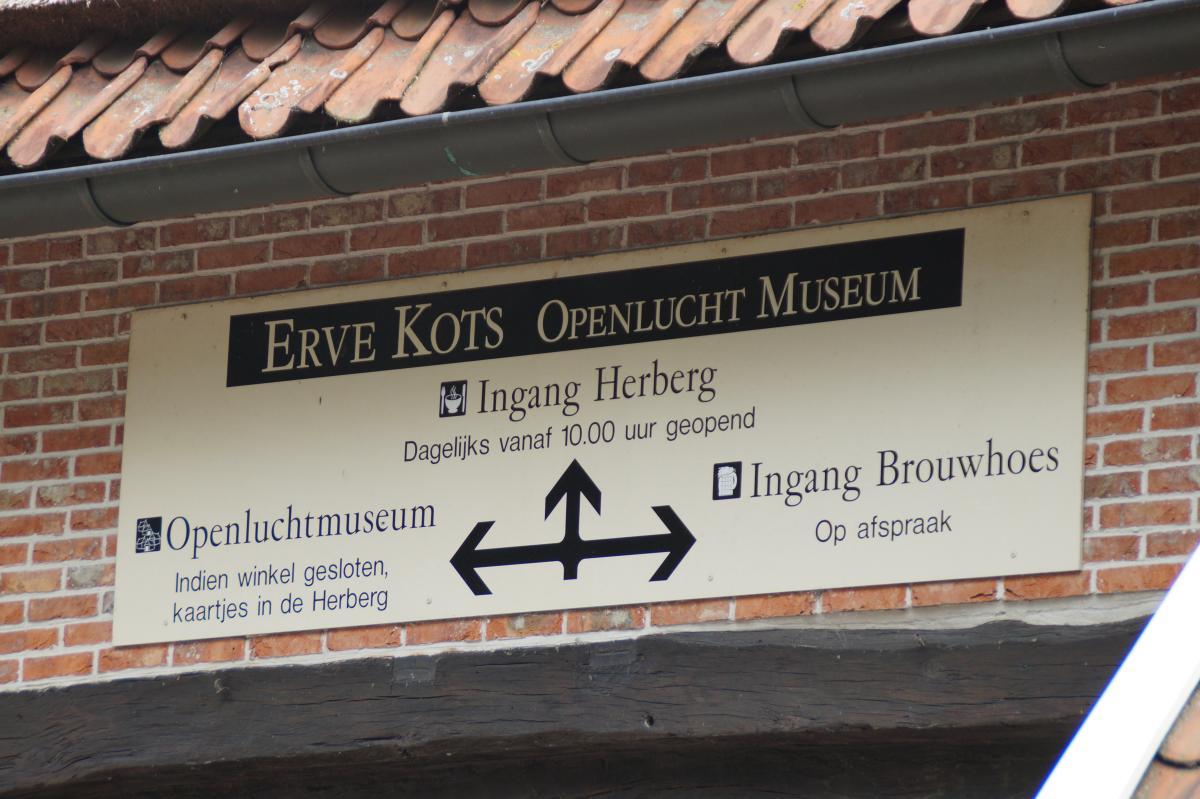 ERVE KOTS OPENLUCHT MUSEUM
Ingang Herberg
Dagelijks vanaf 10.00 uur geopend
Openluchtmuseum
Indien winkel gesloten,
kaartjes in de Herberg
Ingang Brouwhoes
Op afspraak